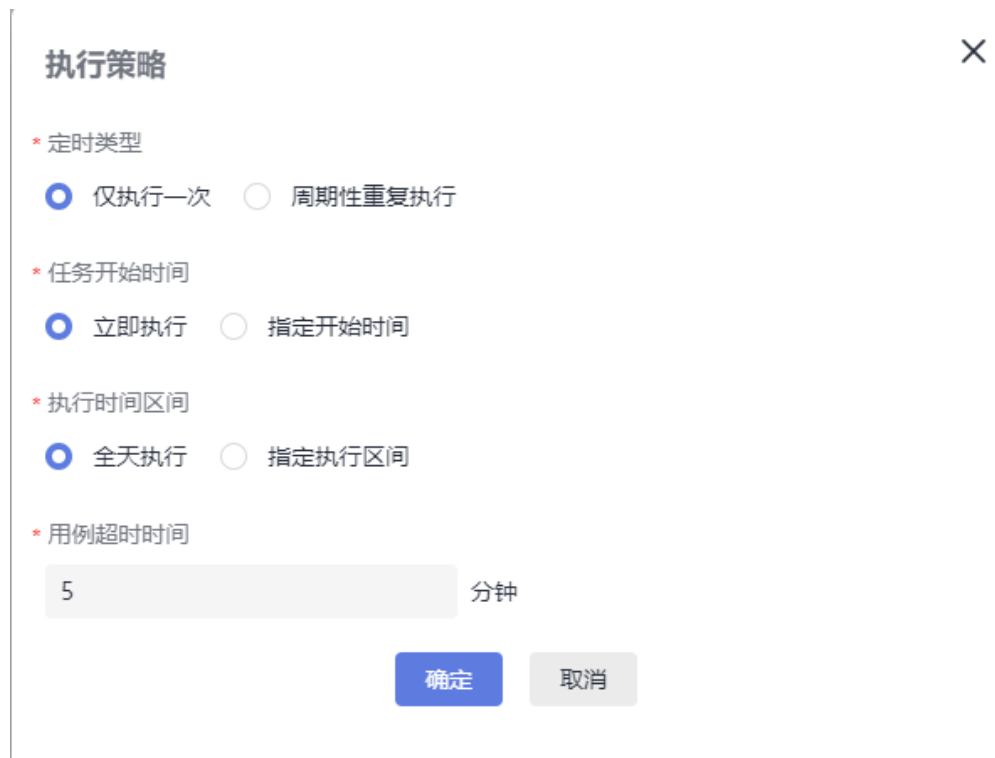 执行策略
* 定时类型
仅执行一次 周期性重复执行
* 任务开始时间
立即执行 指定开始时间
* 执行时间区间
全天执行 指定执行区间
* 用例超时时间
5 分钟
确定 取消